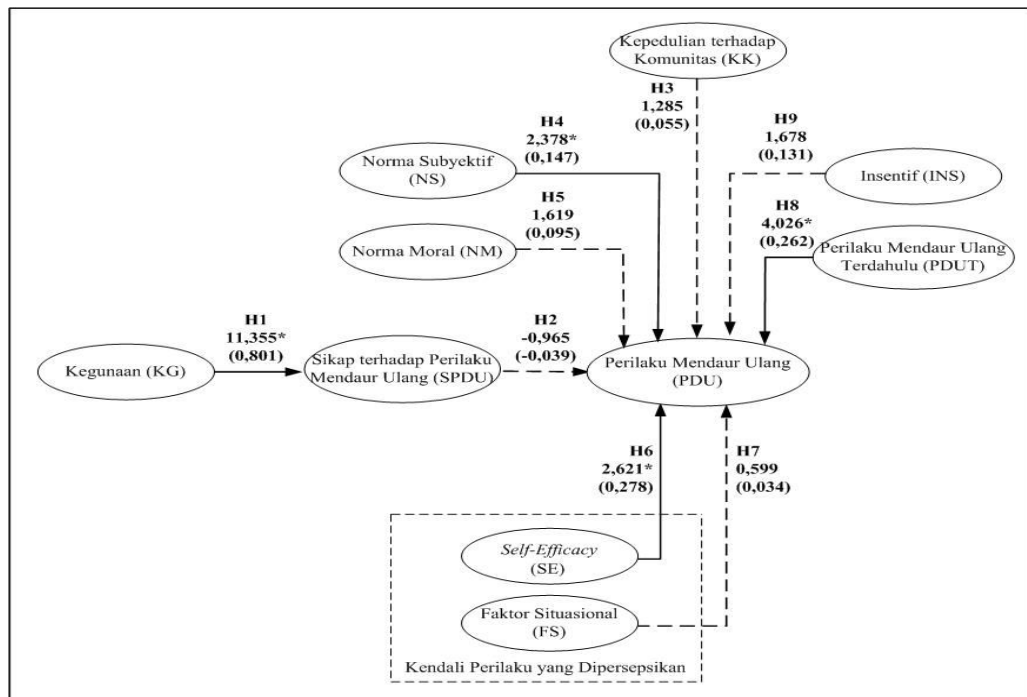 Kepedulian terhadap
Komunitas (KK)
H3
1,285
(0,055)
H4
2,378*
(0,147)
Norma Subyektif
(NS)
H9
1,678
(0,131)
Insentif (INS)
H5
1,619
(0,095)
Norma Moral (NM)
H8
4,026*
(0,262)
Perilaku Mendaur Ulang
Terdahulu (PDUT)
H1
11,355*
(0,801)
Kegunaan (KG)
Sikap terhadap Perilaku
Mendaur Ulang (SPDU)
H2
-0,965
(-0,039)
Perilaku Mendaur Ulang
(PDU)
H6
2,621*
(0,278)
H7
0,599
(0,034)
Self-Efficacy
(SE)
Faktor Situasional
(FS)
Kendali Perilaku yang Dipersepsikan